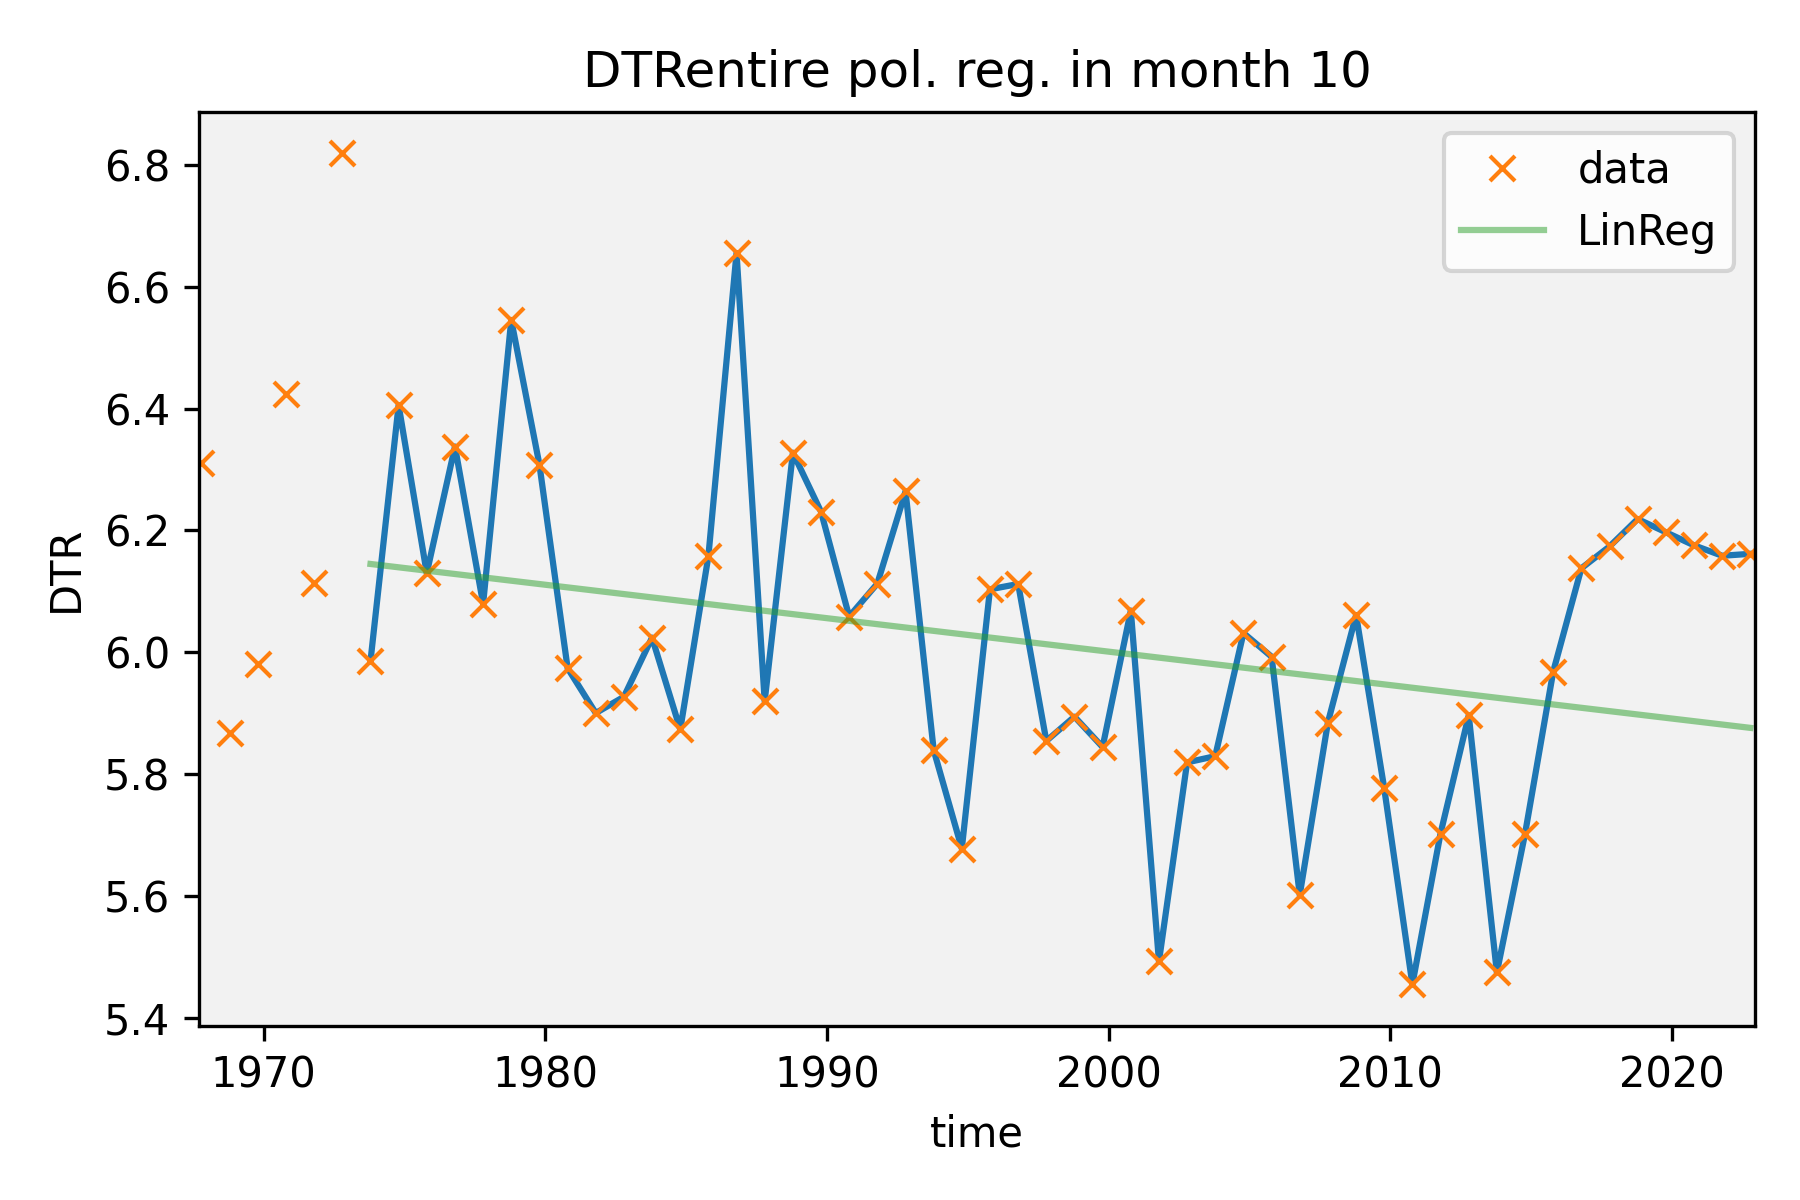 DTRentire pol. reg. in month 10
data
LinReg
6.8
6.6
6.4
6.2
6.0
5.8
5.6
5.4
DTR
1970 1980 1990 2000 2010 2020
time